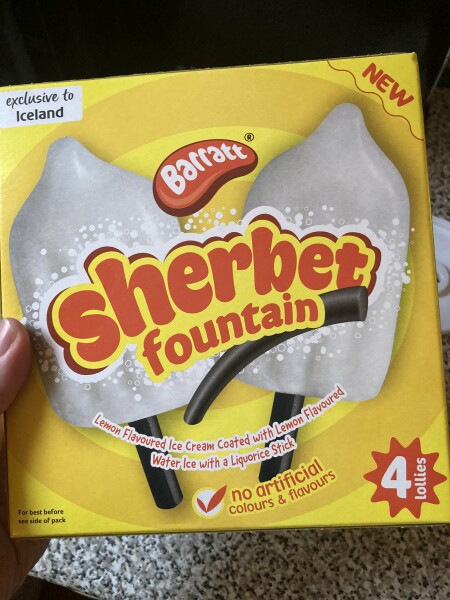 exclusive to
Iceland
NEW
Barratt®
sherbet
fountain
Lemon Flavoured Ice Cream Coated with Lemon Flavoured
Water Ice with a Liquorice Stick
no artificial
colours & flavours
4
lollies
For best before
see side of pack